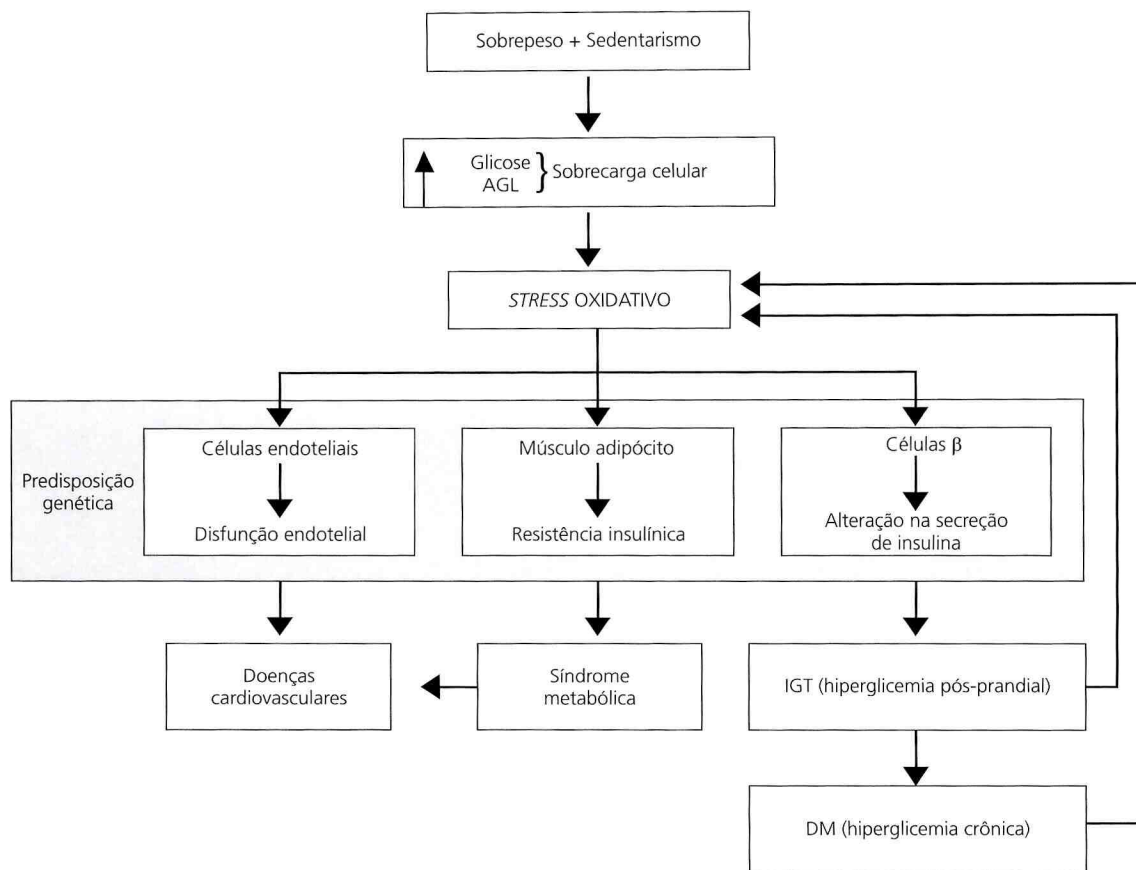 Sobrepeso + Sedentarismo
Glicose
AGL
} Sobrecarga celular
STRESS OXIDATIVO
Predisposição
genética
Células endoteliais
Disfunção endotelial
Músculo adipócito
Resistência insulínica
Células β
Alteração na secreção
de insulina
Doenças
cardiovasculares
Síndrome
metabólica
IGT (hiperglicemia pós-prandial)
DM (hiperglicemia crônica)